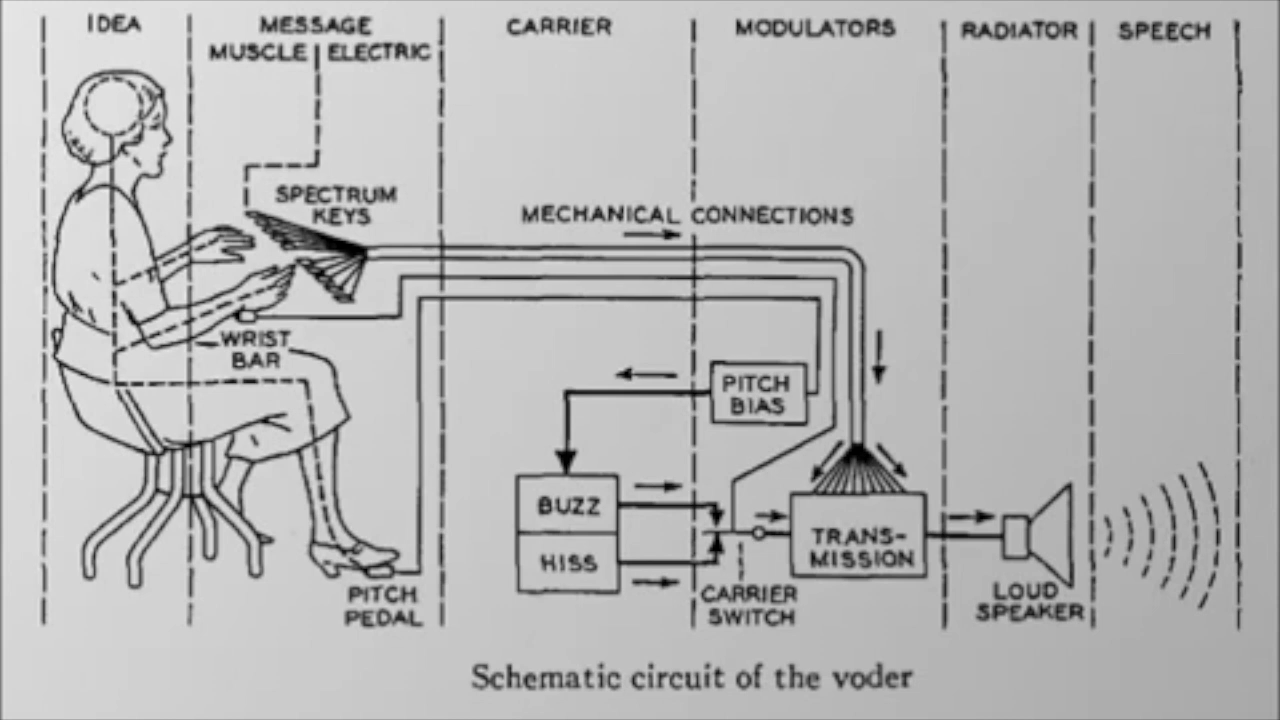 IDEA
MESSAGE
MUSCLE
ELECTRIC
CARRIER
MODULATORS
RADIATOR
SPEECH
SPECTRUM
KEYS
MECHANICAL CONNECTIONS
WRIST
BAR
PITCH
BIAS
BUZZ
HISS
TRANS-
MISSION
CARRIER
SWITCH
PITCH
PEDAL
LOUD
SPEAKER
Schematic circuit of the voder